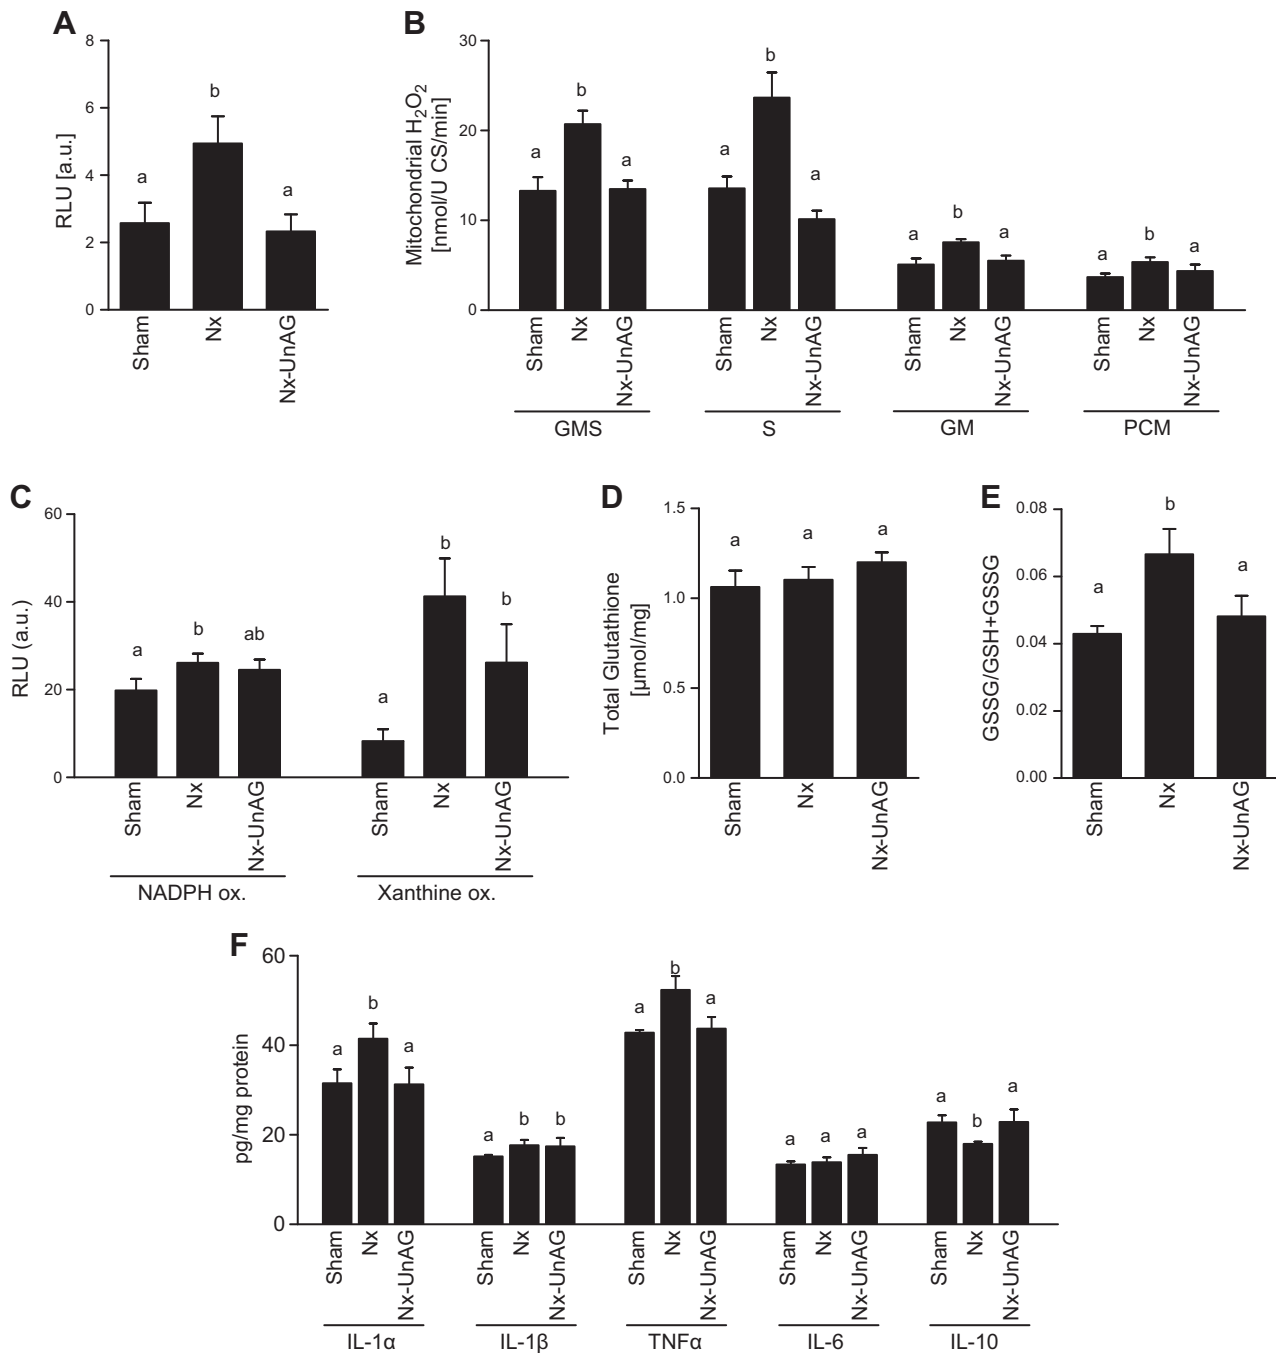 A
8
6
4
2
0
RLU [a.u.]
a
b
a
Sham
Nx
Nx-UnAG
B
30
20
10
0
Mitochondrial H₂O₂
[nmol/U CS/min]
a
b
a
a
b
a
a
b
a
a
b
a
Sham
Nx
Nx-UnAG
Sham
Nx
Nx-UnAG
Sham
Nx
Nx-UnAG
Sham
Nx
Nx-UnAG
GMS
S
GM
PCM
C
60
40
20
0
RLU (a.u.)
a
b
ab
a
b
b
Sham
Nx
Nx-UnAG
Sham
Nx
Nx-UnAG
NADPH ox.
Xanthine ox.
D
1.5
1.0
0.5
0.0
Total Glutathione
[µmol/mg]
a
a
a
Sham
Nx
Nx-UnAG
E
0.08
0.06
0.04
0.02
0.00
GSSG/GSH+GSSG
a
b
a
Sham
Nx
Nx-UnAG
F
60
40
20
0
pg/mg protein
a
b
a
a
b
b
a
b
a
a
a
a
a
b
a
Sham
Nx
Nx-UnAG
Sham
Nx
Nx-UnAG
Sham
Nx
Nx-UnAG
Sham
Nx
Nx-UnAG
Sham
Nx
Nx-UnAG
IL-1α
IL-1β
TNFα
IL-6
IL-10